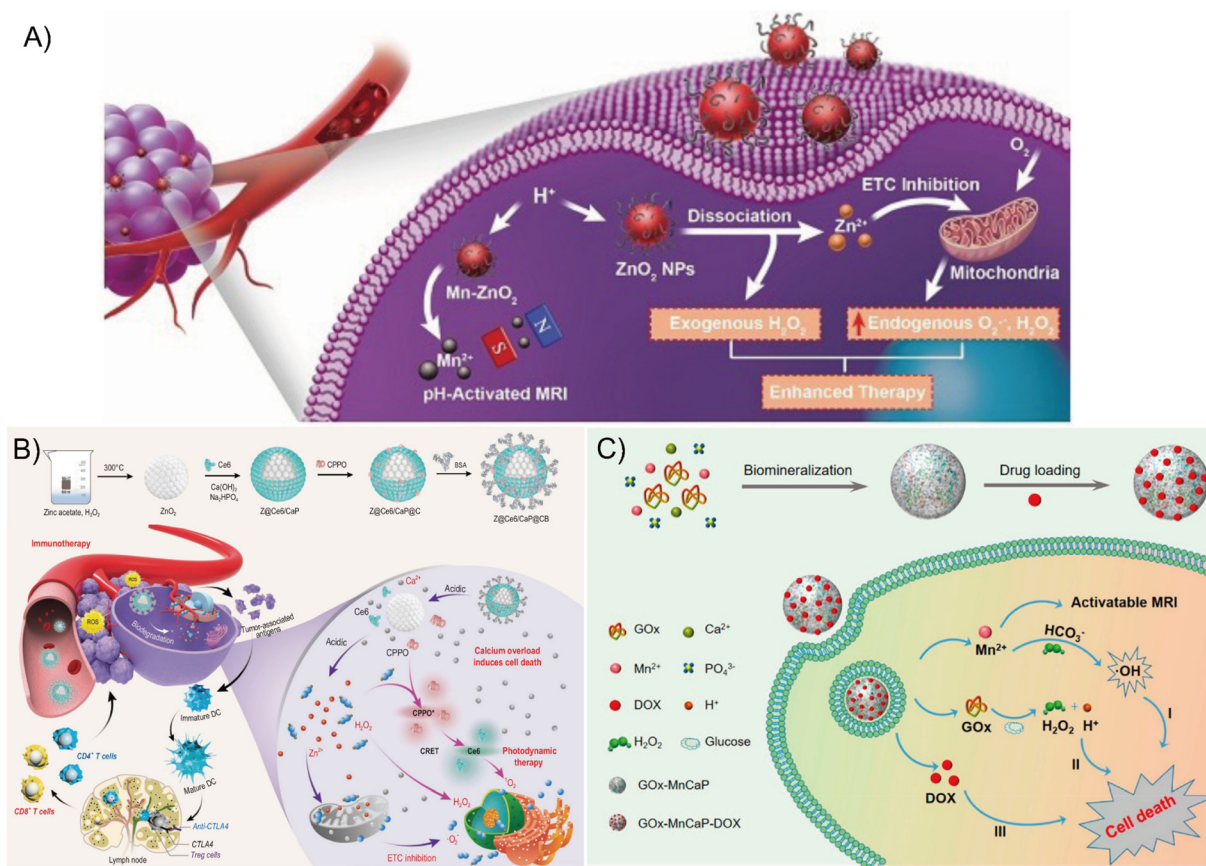 A)
H⁺
O₂
ETC Inhibition
Dissociation
Zn²⁺
ZnO₂ NPs
Mitochondria
Mn-ZnO₂
N
S
Mn²⁺
pH-Activated MRI
Exogenous H₂O₂
Endogenous O₂·⁻, H₂O₂
Enhanced Therapy
B)
300°C
Ce6
Ca(OH)₂
Na₂HPO₄
CPPO
BSA
Zinc acetate, H₂O₂
ZnO₂
Z@Ce6/CaP
Z@Ce6/CaP@C
Z@Ce6/CaP@CB
Immunotherapy
ROS
ROS
Biodegradation
Tumor-associated
antigens
Immature DC
Mature DC
CD4⁺ T cells
CD8⁺ T cells
Anti-CTLA4
CTLA4
Treg cells
Lymph node
Ca²⁺
Acidic
Ce6
Acidic
CPPO
Calcium overload
induces cell death
H₂O₂
CPPO*
Zn²⁺
CRET
Ce6
Photodynamic
therapy
¹O₂
H₂O₂
·O₂⁻
ETC inhibition
C)
Biomineralization
Drug loading
GOx
Ca²⁺
Mn²⁺
PO₄³⁻
DOX
H⁺
H₂O₂
Glucose
GOx-MnCaP
GOx-MnCaP-DOX
Activatable MRI
Mn²⁺
HCO₃⁻
·OH
I
GOx
H₂O₂ + H⁺
II
DOX
III
Cell death